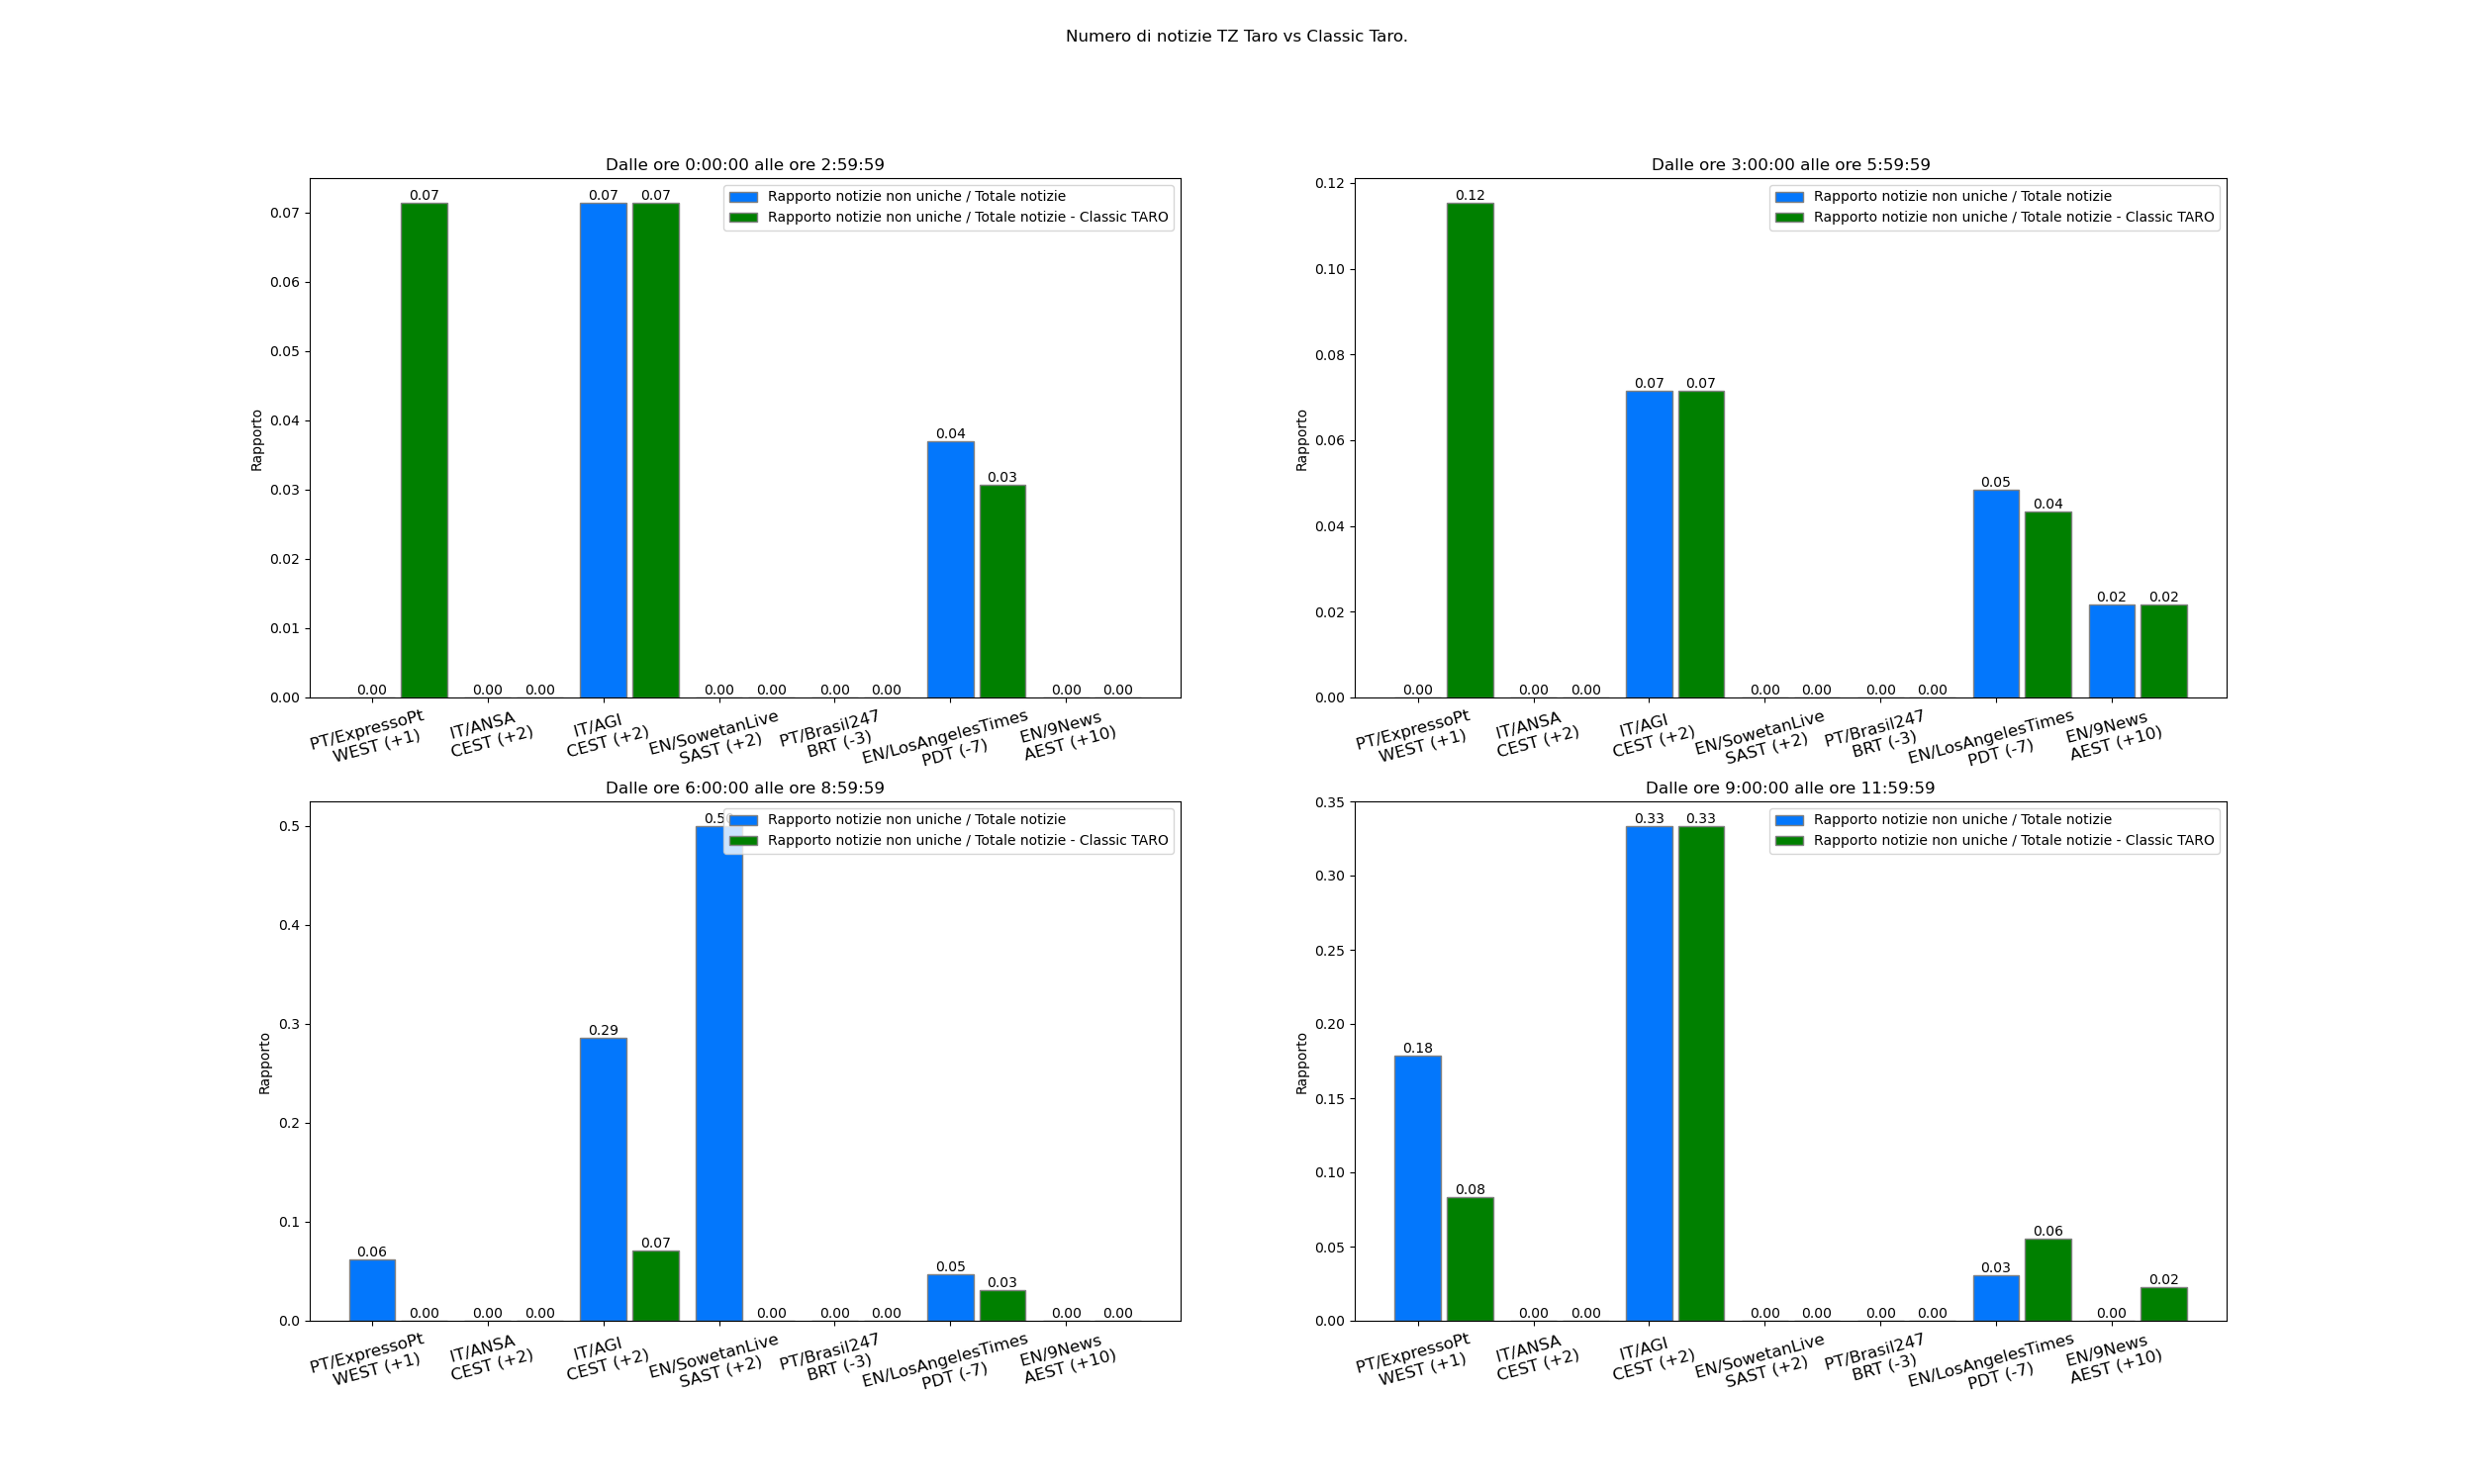 Numero di notizie TZ Taro vs Classic Taro.
Dalle ore 0:00:00 alle ore 2:59:59
Rapporto notizie non uniche / Totale notizie
Rapporto notizie non uniche / Totale notizie - Classic TARO
Rapporto
0.07
0.06
0.05
0.04
0.03
0.02
0.01
0.00
0.00
0.07
0.00
0.00
0.07
0.07
0.00
0.00
0.00
0.00
0.04
0.03
0.00
0.00
PT/ExpressoPt
WEST (+1)
IT/ANSA
CEST (+2)
IT/AGI
CEST (+2)
EN/SowetanLive
SAST (+2)
PT/Brasil247
BRT (-3)
EN/LosAngelesTimes
PDT (-7)
EN/9News
AEST (+10)
Dalle ore 3:00:00 alle ore 5:59:59
Rapporto notizie non uniche / Totale notizie
Rapporto notizie non uniche / Totale notizie - Classic TARO
Rapporto
0.12
0.10
0.08
0.06
0.04
0.02
0.00
0.00
0.12
0.00
0.00
0.07
0.07
0.00
0.00
0.00
0.00
0.05
0.04
0.02
0.02
PT/ExpressoPt
WEST (+1)
IT/ANSA
CEST (+2)
IT/AGI
CEST (+2)
EN/SowetanLive
SAST (+2)
PT/Brasil247
BRT (-3)
EN/LosAngelesTimes
PDT (-7)
EN/9News
AEST (+10)
Dalle ore 6:00:00 alle ore 8:59:59
Rapporto notizie non uniche / Totale notizie
Rapporto notizie non uniche / Totale notizie - Classic TARO
Rapporto
0.5
0.4
0.3
0.2
0.1
0.0
0.06
0.00
0.00
0.00
0.29
0.07
0.00
0.00
0.00
0.05
0.03
0.00
0.00
PT/ExpressoPt
WEST (+1)
IT/ANSA
CEST (+2)
IT/AGI
CEST (+2)
EN/SowetanLive
SAST (+2)
PT/Brasil247
BRT (-3)
EN/LosAngelesTimes
PDT (-7)
EN/9News
AEST (+10)
Dalle ore 9:00:00 alle ore 11:59:59
Rapporto notizie non uniche / Totale notizie
Rapporto notizie non uniche / Totale notizie - Classic TARO
Rapporto
0.35
0.30
0.25
0.20
0.15
0.10
0.05
0.00
0.18
0.08
0.00
0.00
0.33
0.33
0.00
0.00
0.00
0.00
0.03
0.06
0.00
0.02
PT/ExpressoPt
WEST (+1)
IT/ANSA
CEST (+2)
IT/AGI
CEST (+2)
EN/SowetanLive
SAST (+2)
PT/Brasil247
BRT (-3)
EN/LosAngelesTimes
PDT (-7)
EN/9News
AEST (+10)